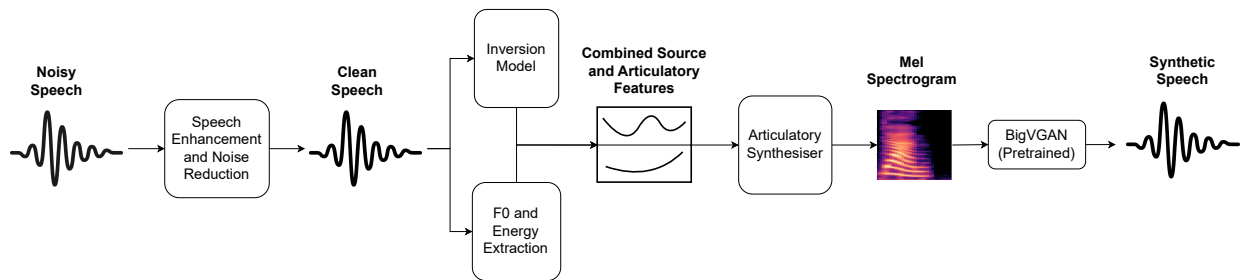 Noisy
Speech
Speech
Enhancement
and Noise
Reduction
Clean
Speech
Inversion
Model
F0 and
Energy
Extraction
Combined Source
and Articulatory
Features
Articulatory
Synthesiser
Mel
Spectrogram
BigVGAN
(Pretrained)
Synthetic
Speech